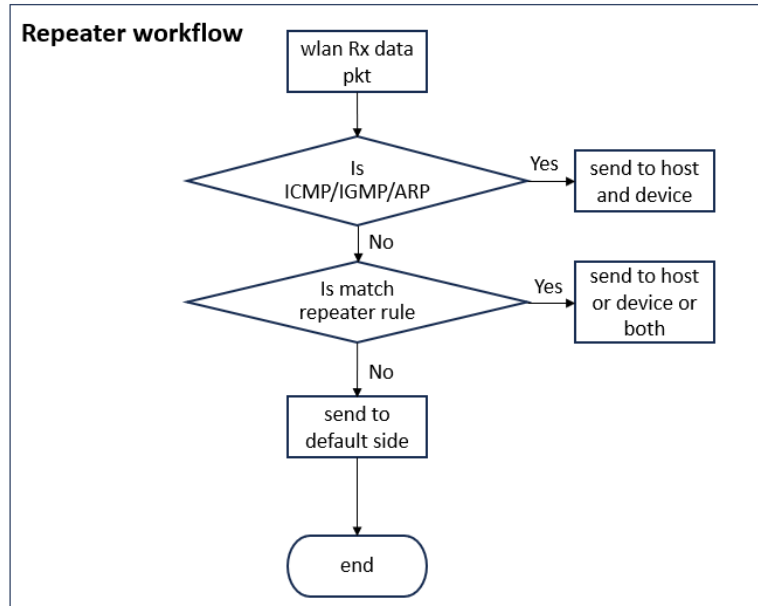 Repeater workflow
wlan Rx data
pkt
Is
ICMP/IGMP/ARP
Yes
send to host
and device
No
Is match
repeater rule
Yes
send to host
or device or
both
No
send to
default side
end